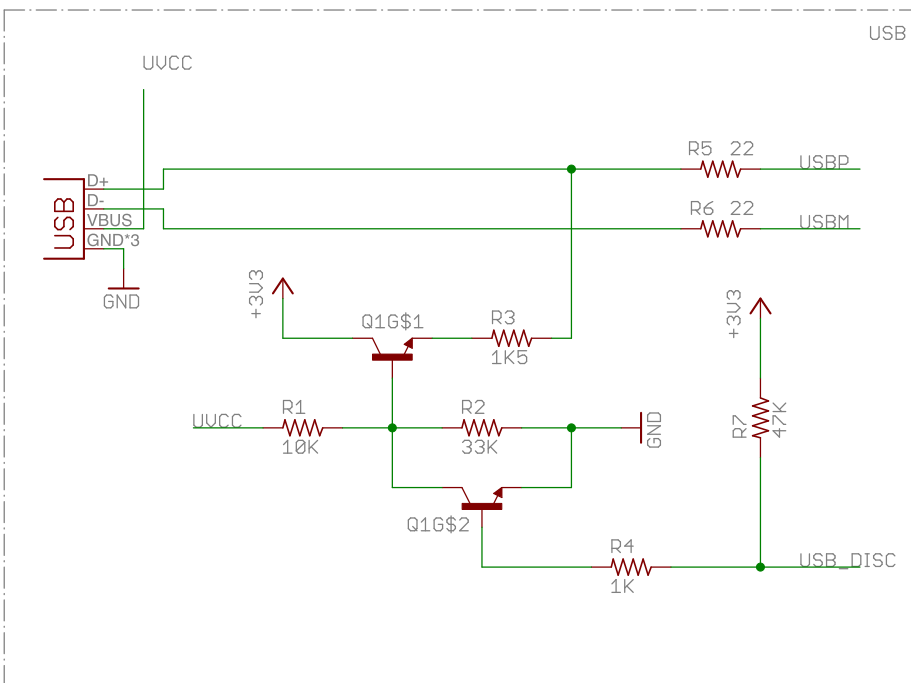 USB
UVCC
D+
D-
VBUS
GND*3
USB
GND
R5 22
USBP
R6 22
USBM
+3V3
Q1G$1
R3
1K5
+3V3
UVCC
R1
10K
R2
33K
GND
R7
47K
Q1G$2
R4
1K
USB_DISC